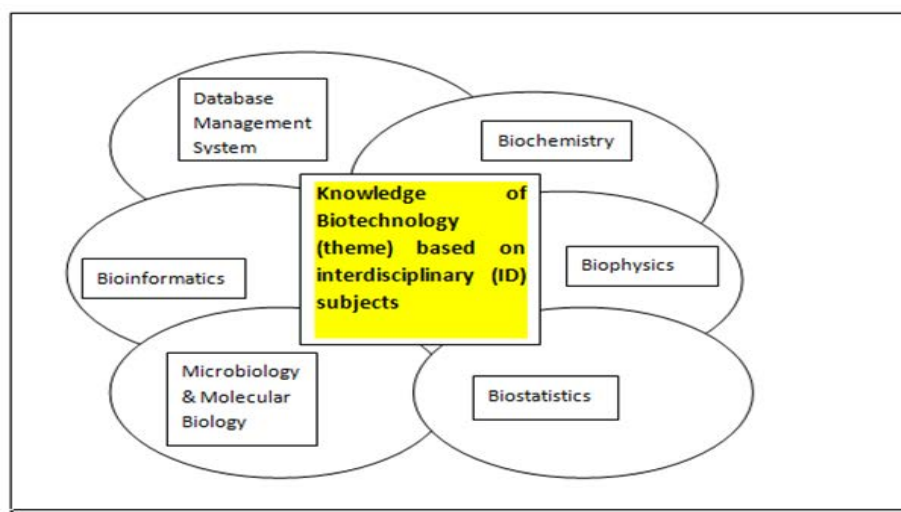 Database
Management
System
Biochemistry
Knowledge of
Biotechnology
(theme) based on
interdisciplinary (ID)
subjects
Bioinformatics
Biophysics
Microbiology
& Molecular
Biology
Biostatistics